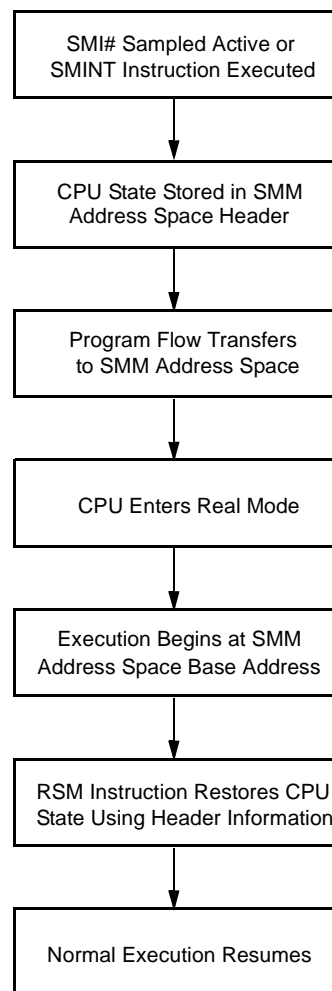 SMI# Sampled Active or
SMINT Instruction Executed
CPU State Stored in SMM
Address Space Header
Program Flow Transfers
to SMM Address Space
CPU Enters Real Mode
Execution Begins at SMM
Address Space Base Address
RSM Instruction Restores CPU
State Using Header Information
Normal Execution Resumes